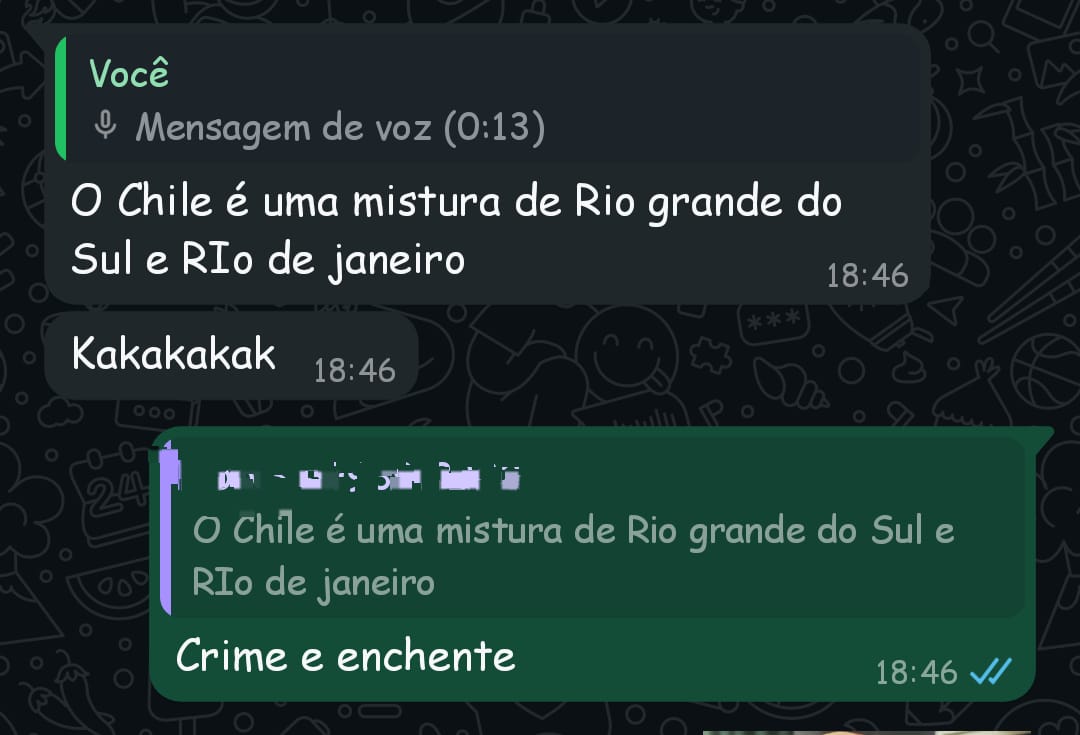 Você
Mensagem de voz (0:13)
O Chile é uma mistura de Rio grande do
Sul e RIo de janeiro
18:46
Kakakakak
18:46
O Chile é uma mistura de Rio grande do Sul e
RIo de janeiro
Crime e enchente
18:46